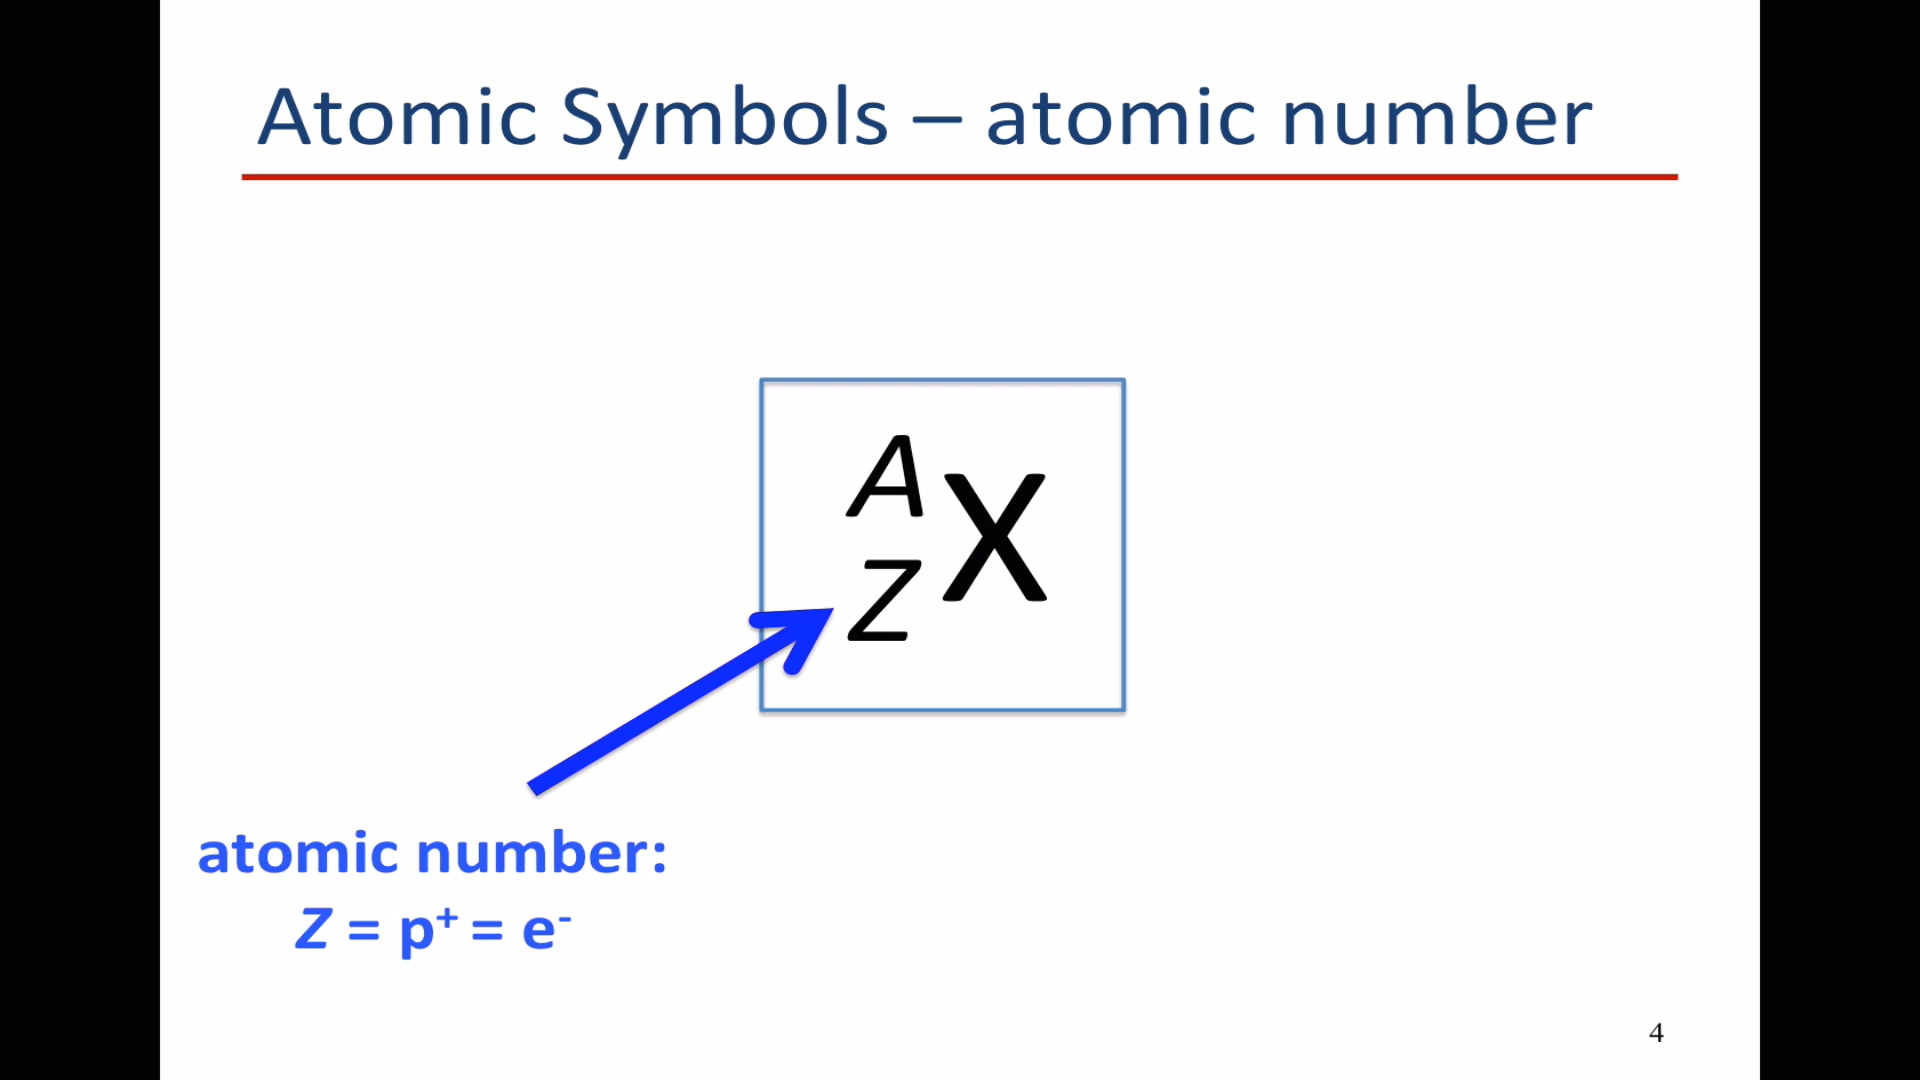 Atomic Symbols – atomic number
A
X
Z
atomic number:
Z = p⁺ = e⁻
4